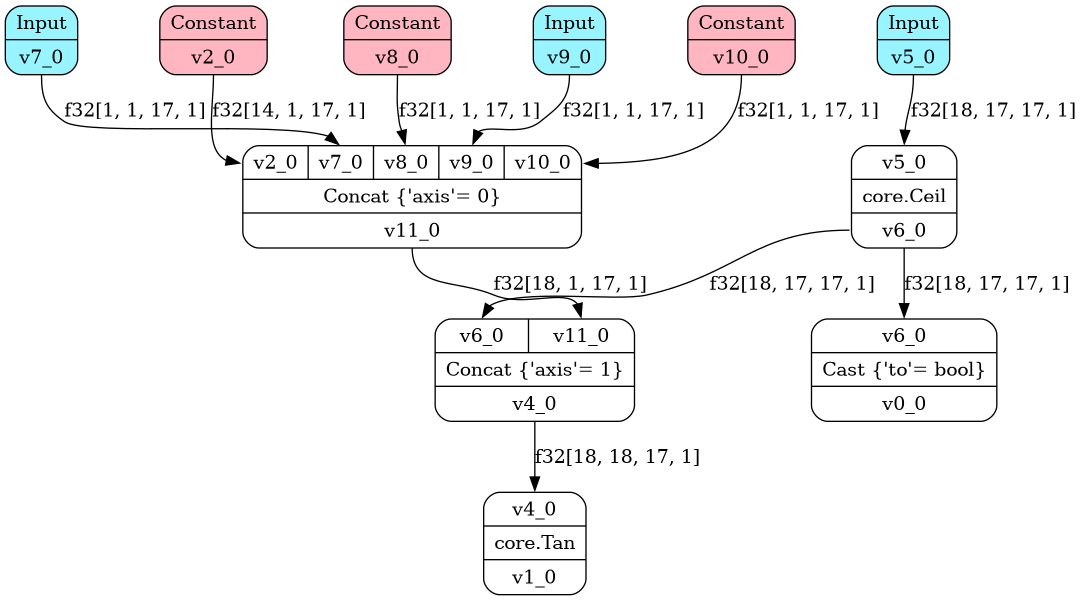 Input
v7_0
Constant
v2_0
Constant
v8_0
Input
v9_0
Constant
v10_0
Input
v5_0
f32[1, 1, 17, 1]
f32[14, 1, 17, 1]
f32[1, 1, 17, 1]
f32[1, 1, 17, 1]
f32[1, 1, 17, 1]
f32[18, 17, 17, 1]
v2_0
v7_0
v8_0
v9_0
v10_0
Concat {'axis'= 0}
v11_0
v5_0
core.Ceil
v6_0
f32[18, 1, 17, 1]
f32[18, 17, 17, 1]
f32[18, 17, 17, 1]
v6_0
v11_0
Concat {'axis'= 1}
v4_0
v6_0
Cast {'to'= bool}
v0_0
f32[18, 18, 17, 1]
v4_0
core.Tan
v1_0